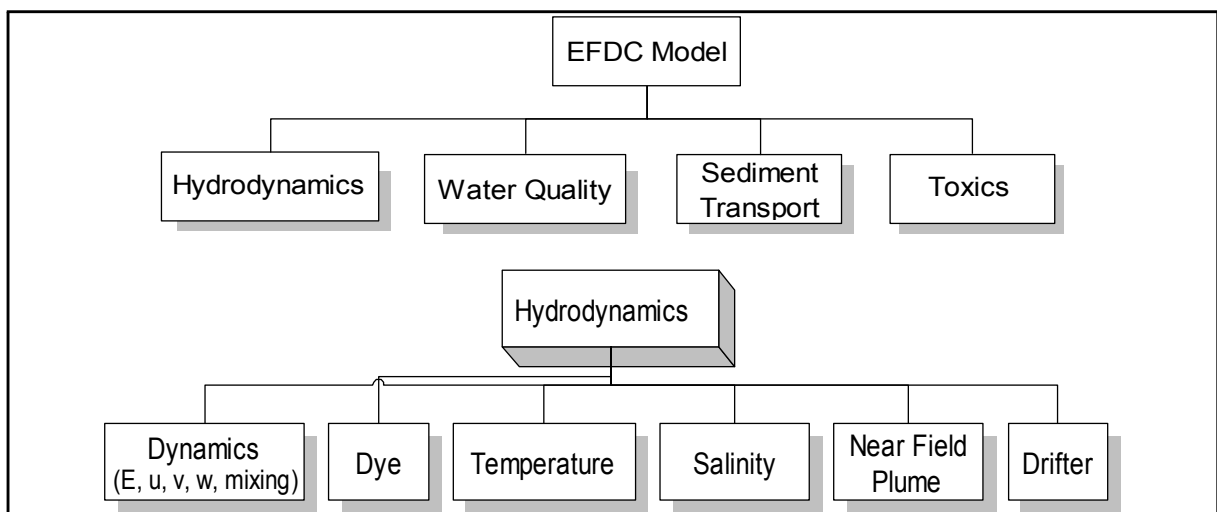 EFDC Model
Hydrodynamics
Water Quality
Sediment
Transport
Toxics
Hydrodynamics
Dynamics
(E, u, v, w, mixing)
Dye
Temperature
Salinity
Near Field
Plume
Drifter